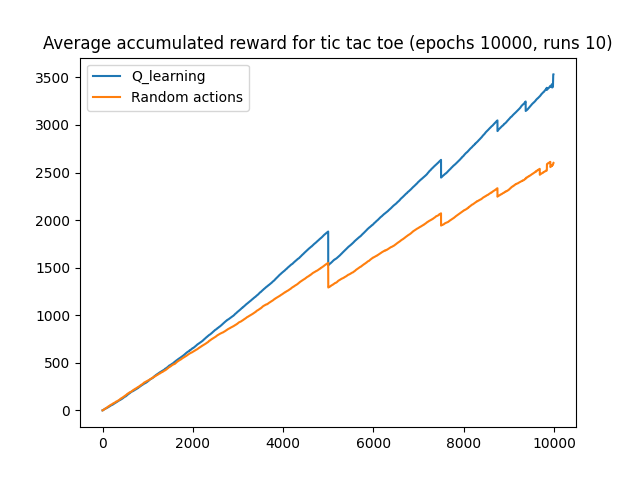 Average accumulated reward for tic tac toe (epochs 10000, runs 10)
Q_learning
Random actions
3500
3000
2500
2000
1500
1000
500
0
0 2000 4000 6000 8000 10000